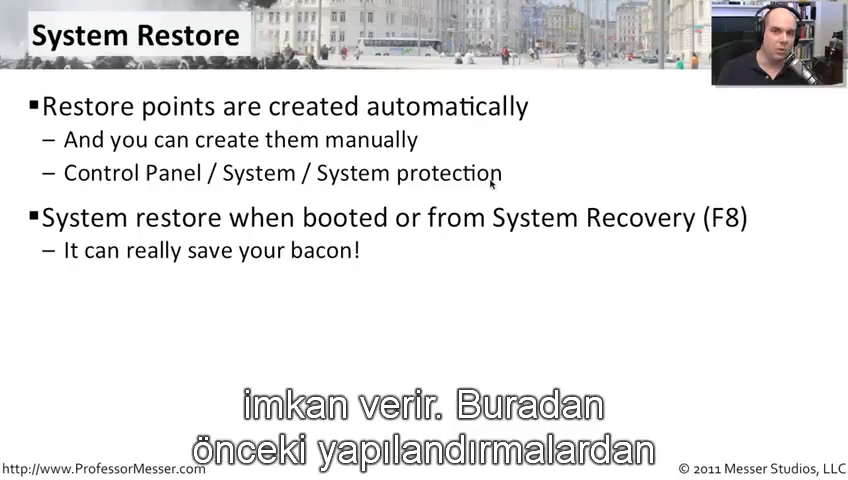 System Restore
▪Restore points are created automatically
– And you can create them manually
– Control Panel / System / System protection
▪System restore when booted or from System Recovery (F8)
– It can really save your bacon!
imkan verir. Buradan
önceki yapılandırmalardan
http://www.ProfessorMesser.com
© 2011 Messer Studios, LLC